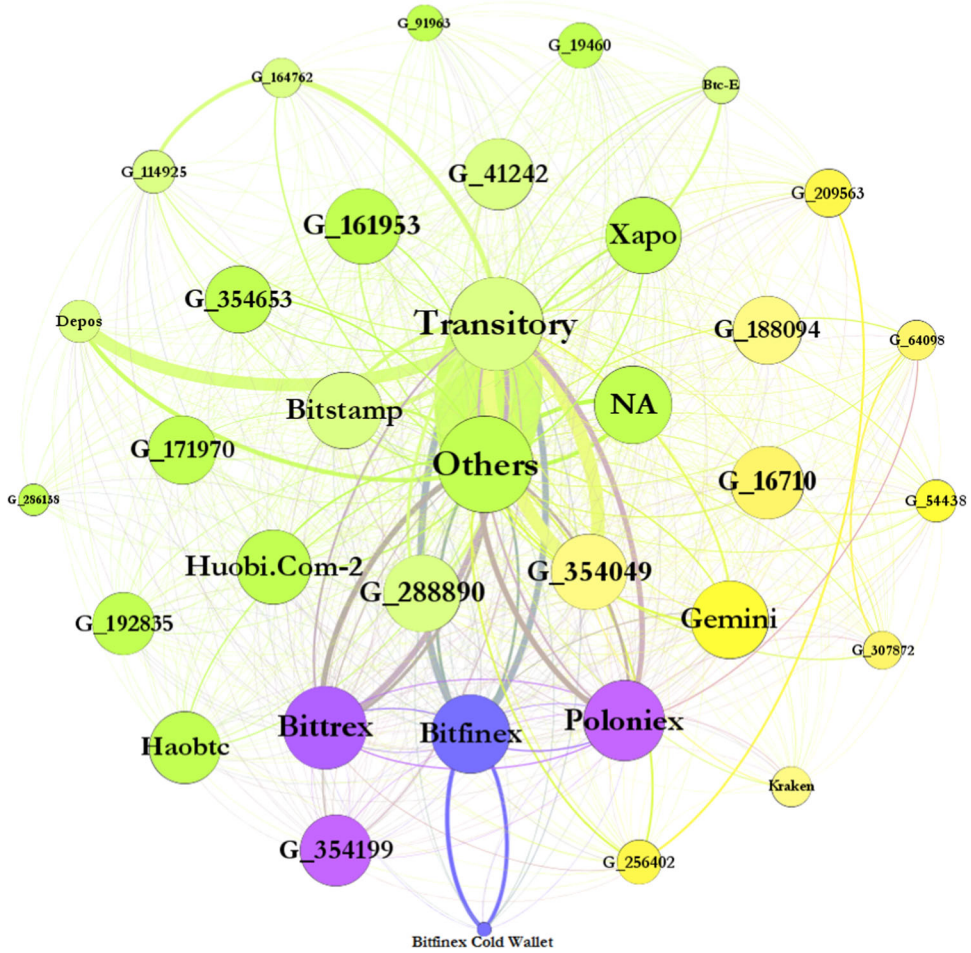 G_91963
G_19460
G_164762
Btc-E
G_114925
G_41242
G_209563
G_161953
Xapo
G_354653
Depos
Transitory
G_188094
G_64098
Bitstamp
NA
G_171970
Others
G_16710
G_286138
G_54438
Huobi.Com-2
G_288890
G_354049
G_192835
Gemini
G_307872
Bittrex
Bitfinex
Poloniex
Haobtc
Kraken
G_354199
G_256402
Bitfinex Cold Wallet